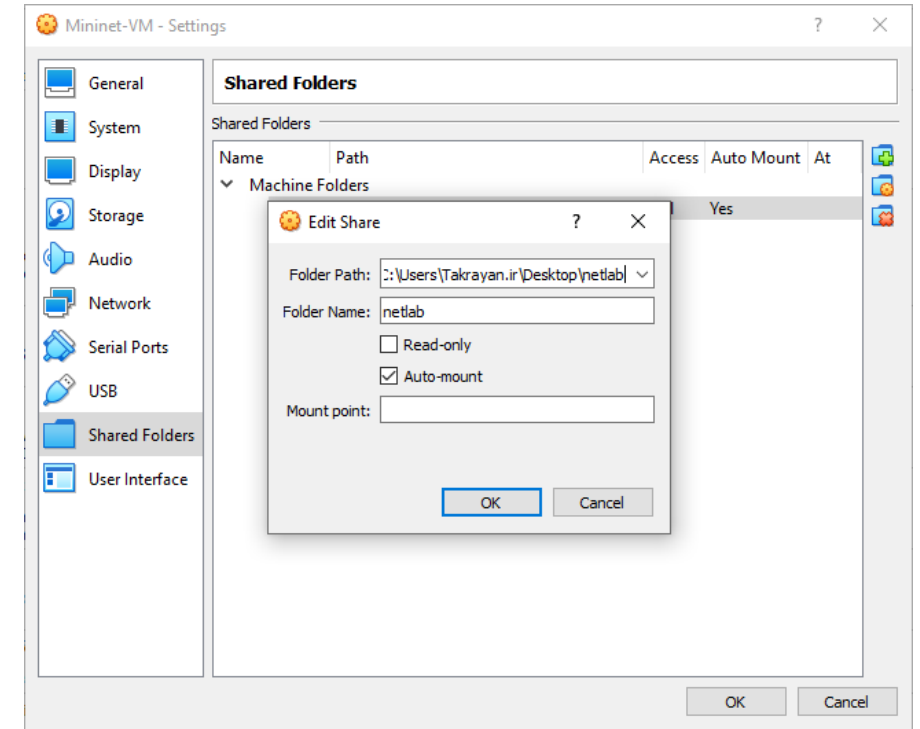 Mininet-VM - Settings
General
System
Display
Storage
Audio
Network
Serial Ports
USB
Shared Folders
User Interface
Shared Folders
Shared Folders
Name Path Access Auto Mount At
Machine Folders
Yes
Edit Share
Folder Path: :\Users\Takrayan.ir\Desktop\netlab
Folder Name: netlab
Read-only
Auto-mount
Mount point:
OK Cancel
OK Cancel